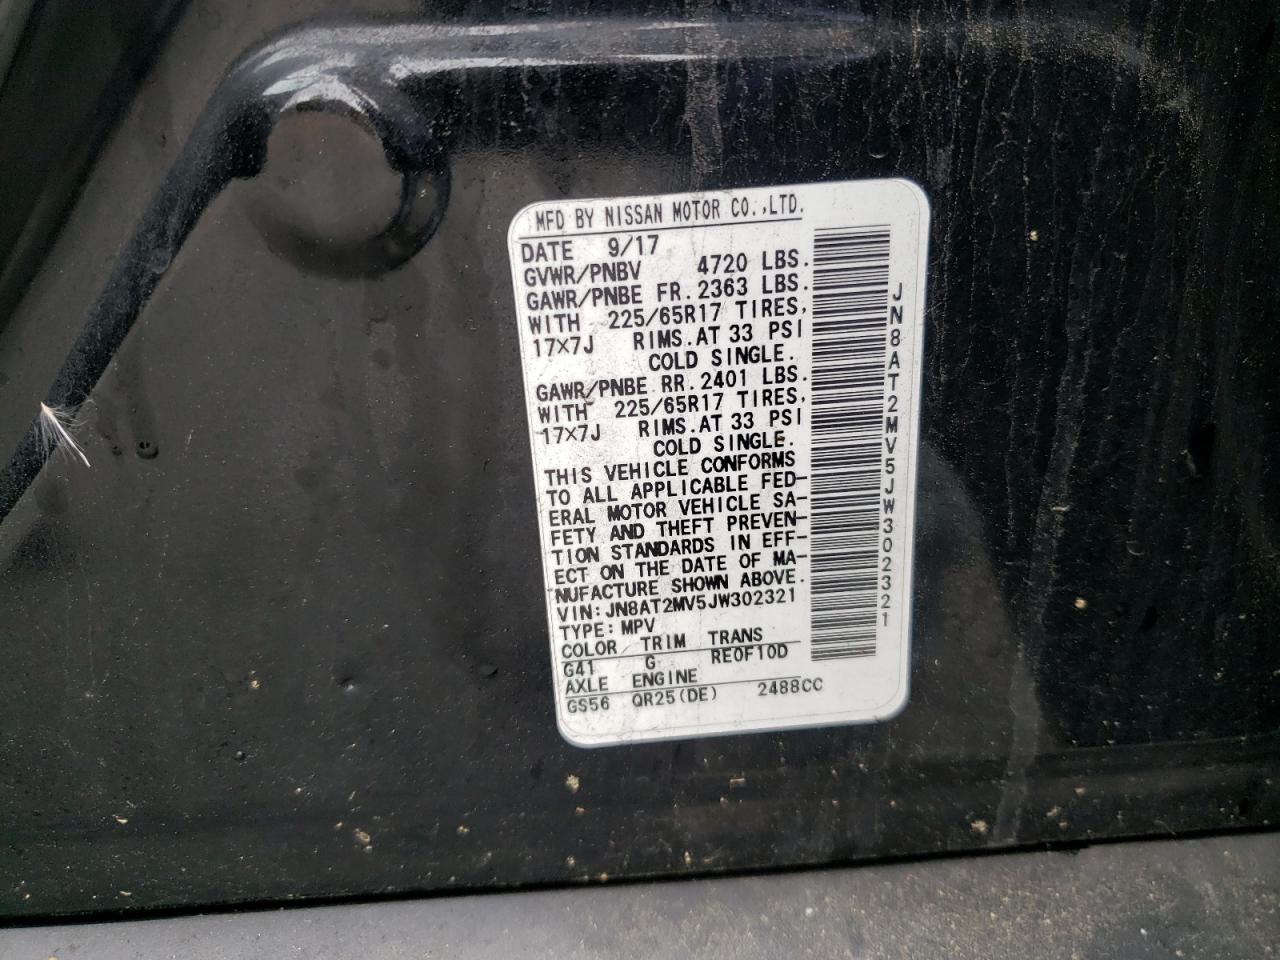 MFD BY NISSAN MOTOR CO.,LTD.
DATE 9/17
GVWR/PNBV 4720 LBS.
GAWR/PNBE FR. 2363 LBS.
WITH 225/65R17 TIRES,
17×7J RIMS. AT 33 PSI
COLD SINGLE.
GAWR/PNBE RR. 2401 LBS.
WITH 225/65R17 TIRES,
17×7J RIMS. AT 33 PSI
COLD SINGLE.
THIS VEHICLE CONFORMS
TO ALL APPLICABLE FED-
ERAL MOTOR VEHICLE SA-
FETY AND THEFT PREVEN-
TION STANDARDS IN EFF-
ECT ON THE DATE OF MA-
NUFACTURE SHOWN ABOVE.
VIN: JN8AT2MV5JW302321
TYPE: MPV
COLOR TRIM TRANS
G41 G RE0F10D
AXLE ENGINE
GS56 QR25(DE) 2488CC
JN8AT2MV5JW302321